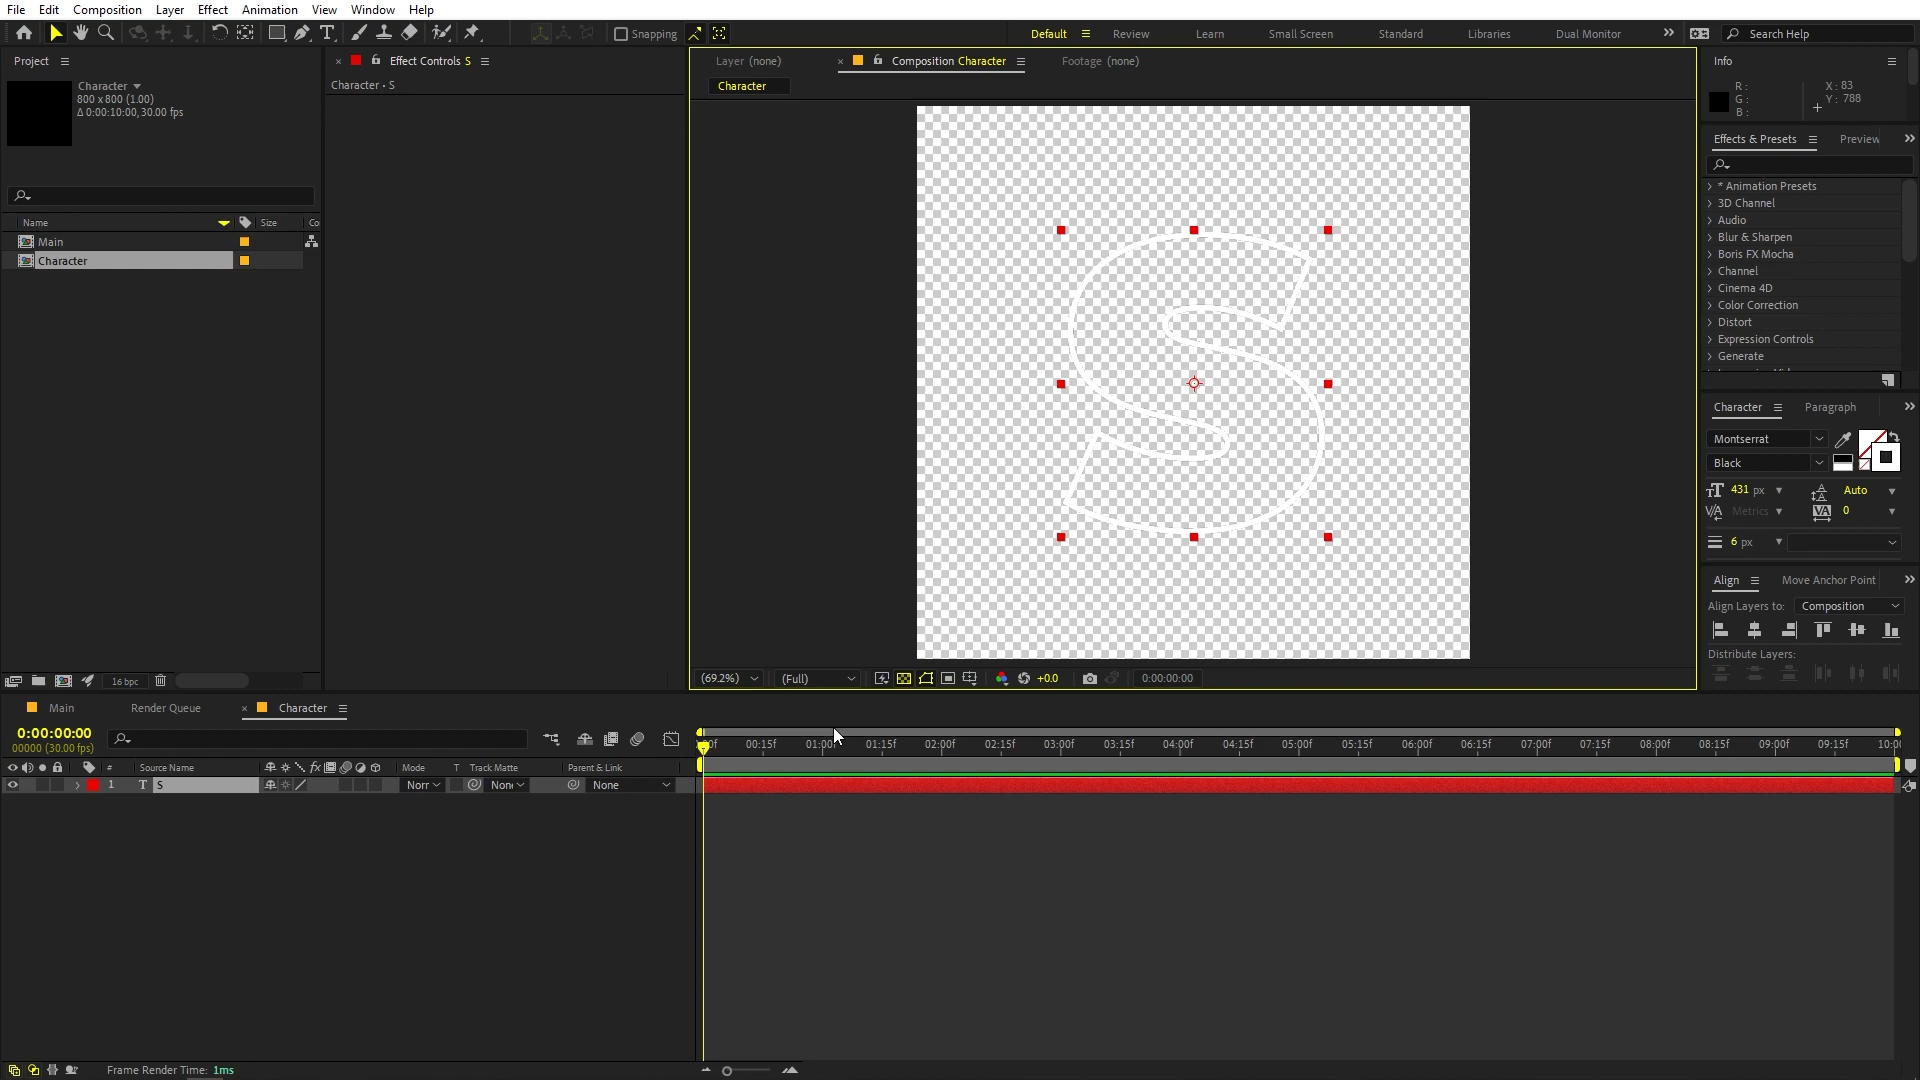 File Edit Composition Layer Effect Animation View Window Help
Snapping
Default Review Learn Small Screen Standard Libraries Dual Monitor Search Help
Project
Character
800 x 800 (1.00)
Δ 0:00:10:00, 30.00 fps
Name Size Co
Main
Character
16 bpc
Effect Controls S
Character • S
Layer (none) Composition Character Footage (none)
Character
S
(69.2%) (Full) +0.0 0:00:00:00
Info
R :
G :
B :
X : 83
Y : 788
Effects & Presets Preview
* Animation Presets
3D Channel
Audio
Blur & Sharpen
Boris FX Mocha
Channel
Cinema 4D
Color Correction
Distort
Expression Controls
Generate
Character Paragraph
Montserrat
Black
431 px Auto
Metrics 0
6 px
Align Move Anchor Point
Align Layers to: Composition
Distribute Layers:
Main Render Queue Character
0:00:00:00
00000 (30.00 fps)
00:15f 01:00f 01:15f 02:00f 02:15f 03:00f 03:15f 04:00f 04:15f 05:00f 05:15f 06:00f 06:15f 07:00f 07:15f 08:00f 08:15f 09:00f 09:15f 10:00
# Source Name fx Mode T Track Matte Parent & Link
1 T S Norr None None
Frame Render Time: 1ms